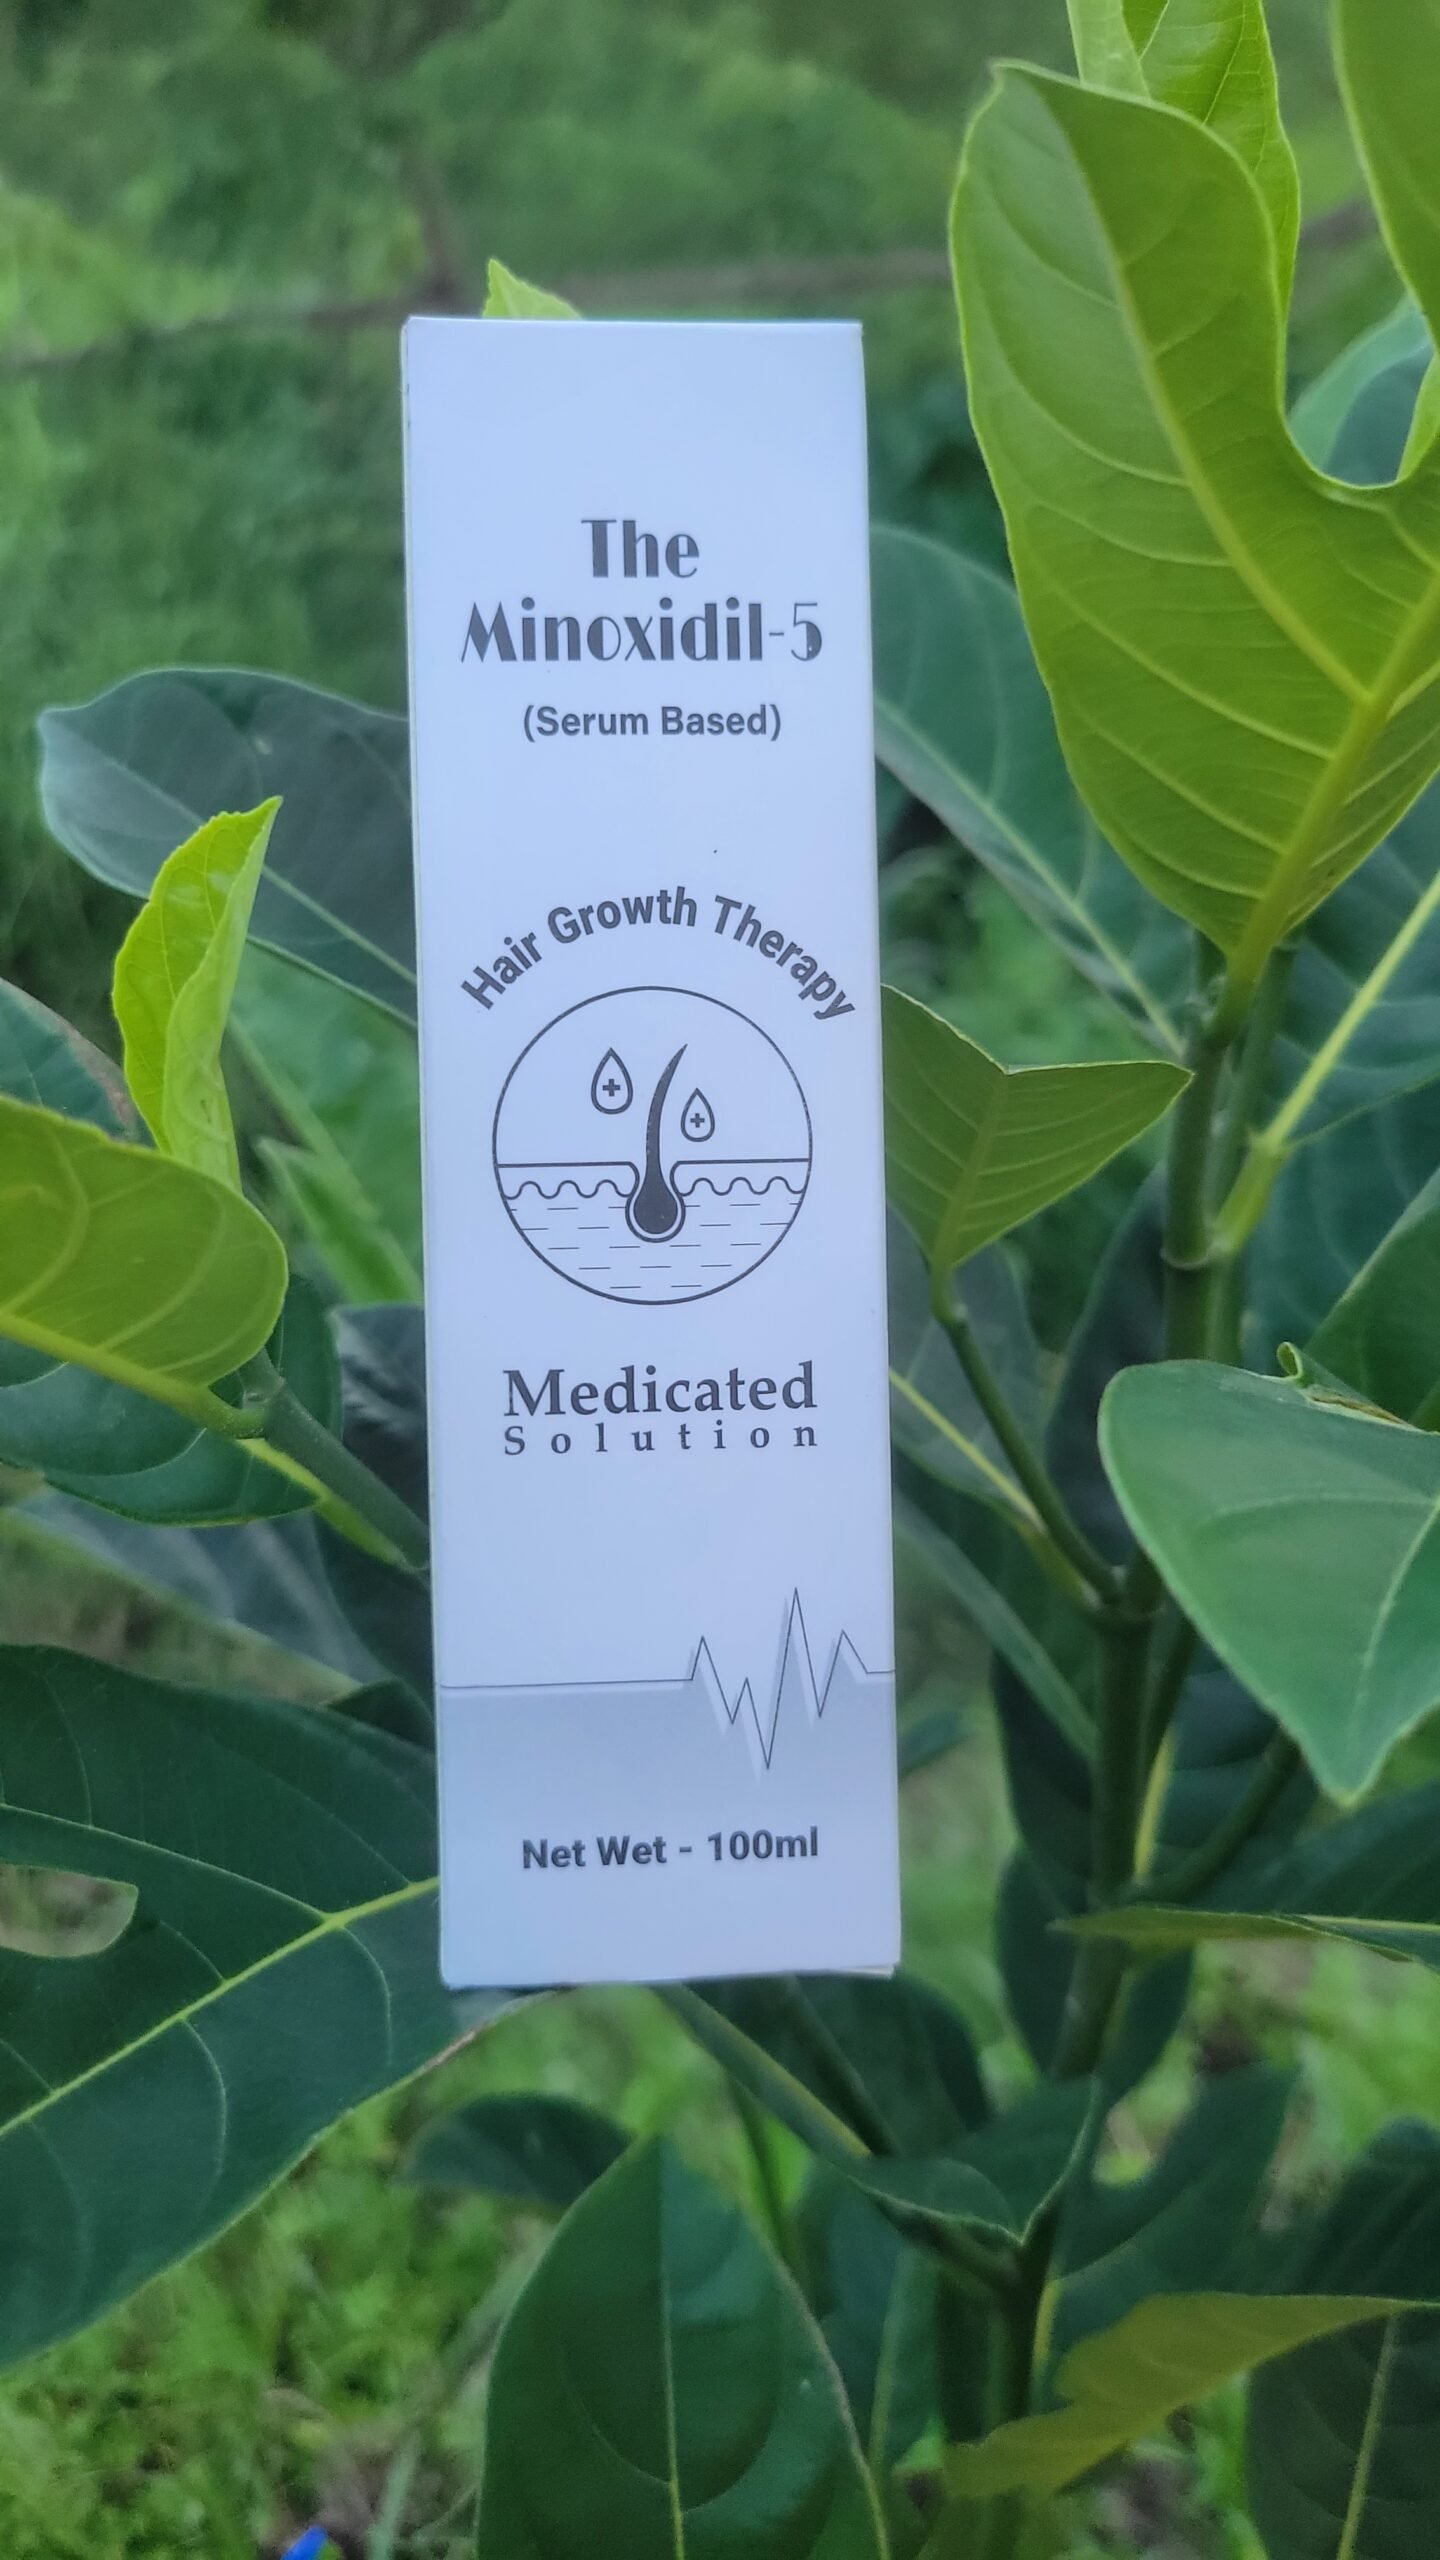 The
Minoxidil-5
(Serum Based)
Hair Growth Therapy
Medicated
Solution
Net Wet - 100ml